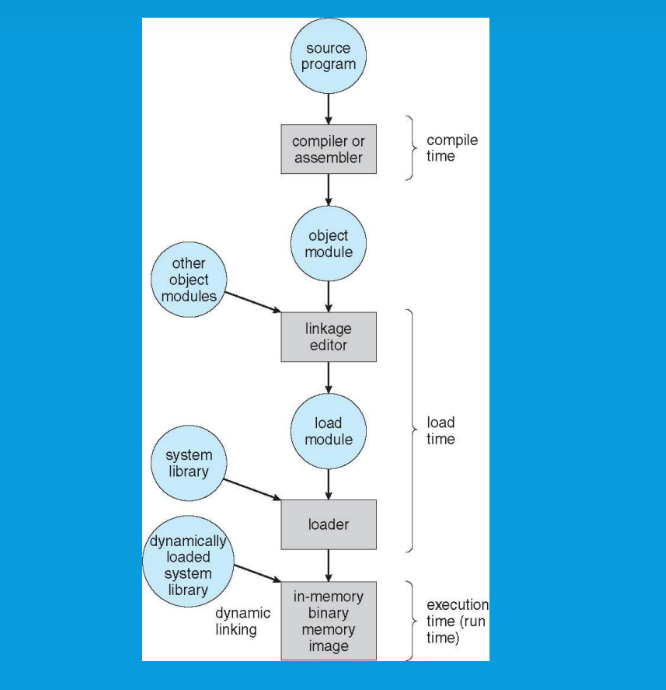 source
program
compiler or
assembler
compile
time
object
module
other
object
modules
linkage
editor
load
module
load
time
system
library
loader
dynamically
loaded
system
library
dynamic
linking
in-memory
binary
memory
image
execution
time (run
time)